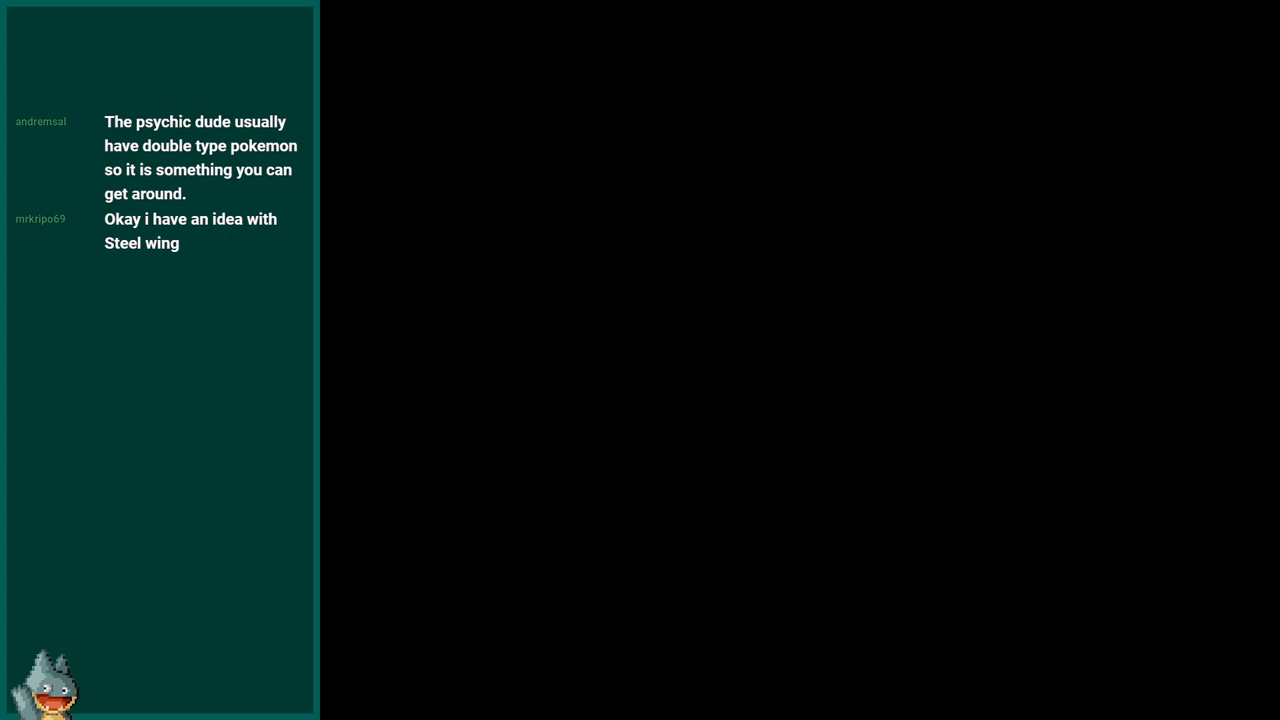 andremsal The psychic dude usually
have double type pokemon
so it is something you can
get around.
mrkripo69 Okay i have an idea with
Steel wing